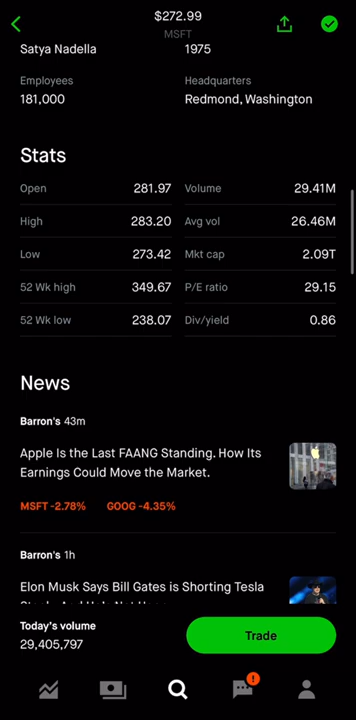 $272.99
MSFT
Satya Nadella 1975
Employees Headquarters
181,000 Redmond, Washington
Stats
Open 281.97 Volume 29.41M
High 283.20 Avg vol 26.46M
Low 273.42 Mkt cap 2.09T
52 Wk high 349.67 P/E ratio 29.15
52 Wk low 238.07 Div/yield 0.86
News
Barron's 43m
Apple Is the Last FAANG Standing. How Its
Earnings Could Move the Market.
MSFT -2.78% GOOG -4.35%
Barron's 1h
Elon Musk Says Bill Gates is Shorting Tesla
Today's volume
29,405,797
Trade